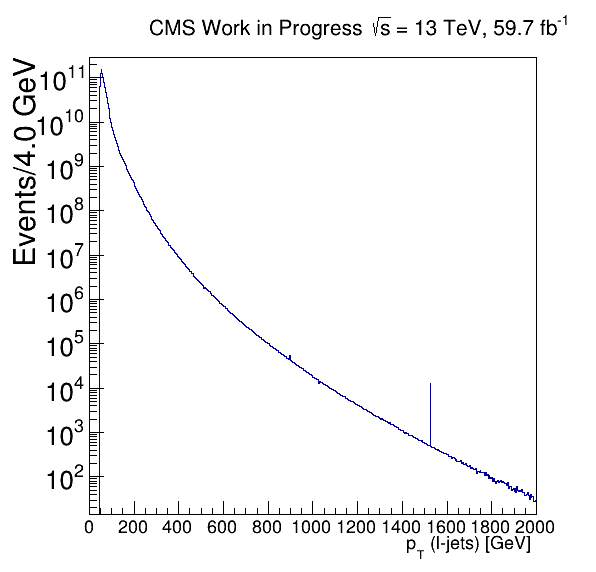 CMS Work in Progress √s = 13 TeV, 59.7 fb⁻¹
Events/4.0 GeV
10¹¹
10¹⁰
10⁹
10⁸
10⁷
10⁶
10⁵
10⁴
10³
10²
0 200 400 600 800 1000 1200 1400 1600 1800 2000
p_T (l-jets) [GeV]